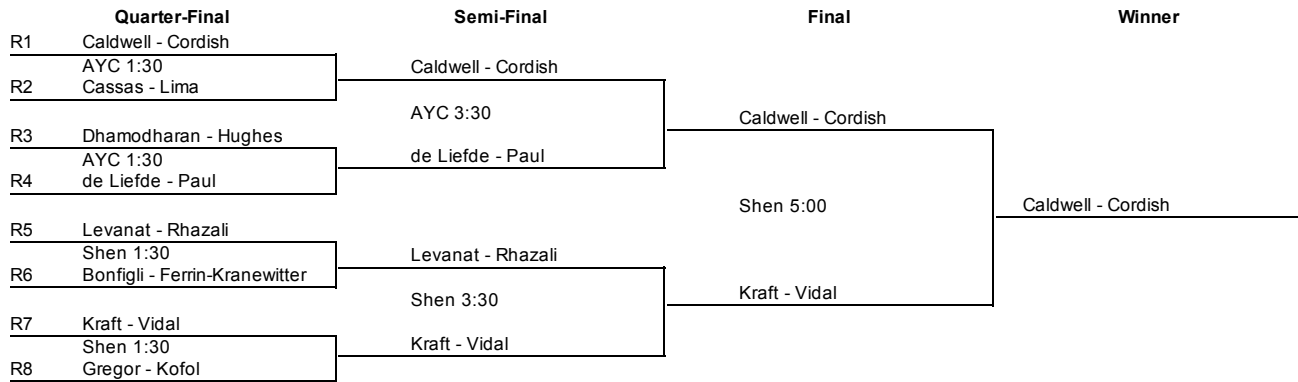 Quarter-Final Semi-Final Final Winner
R1 Caldwell - Cordish
AYC 1:30
Caldwell - Cordish
R2 Cassas - Lima
AYC 3:30
Caldwell - Cordish
R3 Dhamodharan - Hughes
AYC 1:30
de Liefde - Paul
R4 de Liefde - Paul
Shen 5:00
Caldwell - Cordish
R5 Levanat - Rhazali
Shen 1:30
Levanat - Rhazali
R6 Bonfigli - Ferrin-Kranewitter
Shen 3:30
Kraft - Vidal
R7 Kraft - Vidal
Shen 1:30
Kraft - Vidal
R8 Gregor - Kofol